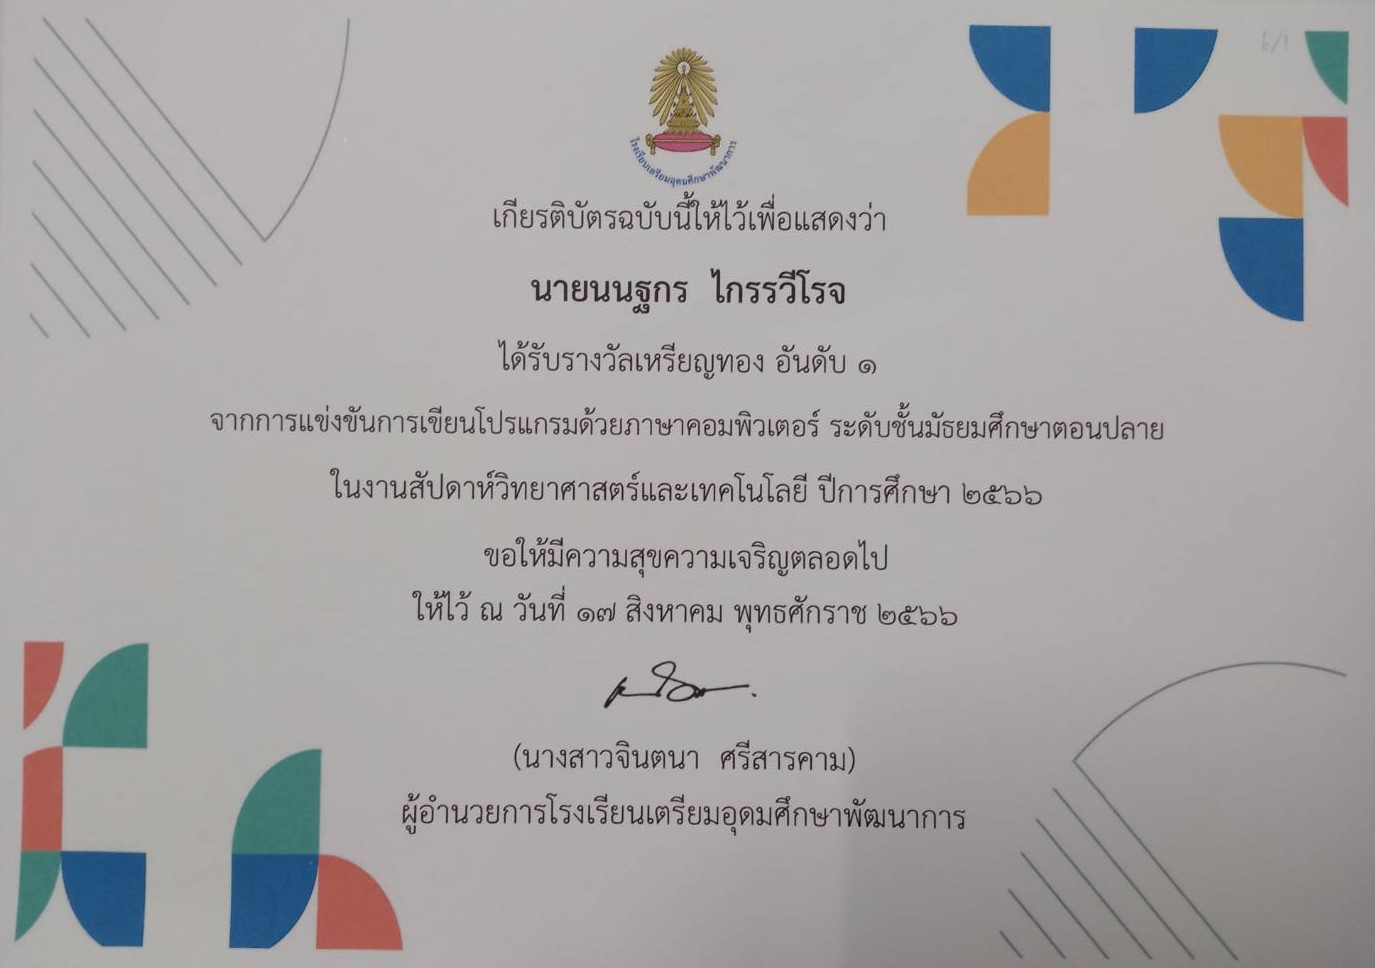 โรงเรียนเตรียมอุดมศึกษาพัฒนาการ
เกียรติบัตรฉบับนี้ให้ไว้เพื่อแสดงว่า
นายนนฐกร ไกรรวีโรจ
ได้รับรางวัลเหรียญทอง อันดับ ๑
จากการแข่งขันการเขียนโปรแกรมด้วยภาษาคอมพิวเตอร์ ระดับชั้นมัธยมศึกษาตอนปลาย
ในงานสัปดาห์วิทยาศาสตร์และเทคโนโลยี ปีการศึกษา ๒๕๖๖
ขอให้มีความสุขความเจริญตลอดไป
ให้ไว้ ณ วันที่ ๑๗ สิงหาคม พุทธศักราช ๒๕๖๖
(นางสาวจินตนา ศรีสารคาม)
ผู้อำนวยการโรงเรียนเตรียมอุดมศึกษาพัฒนาการ